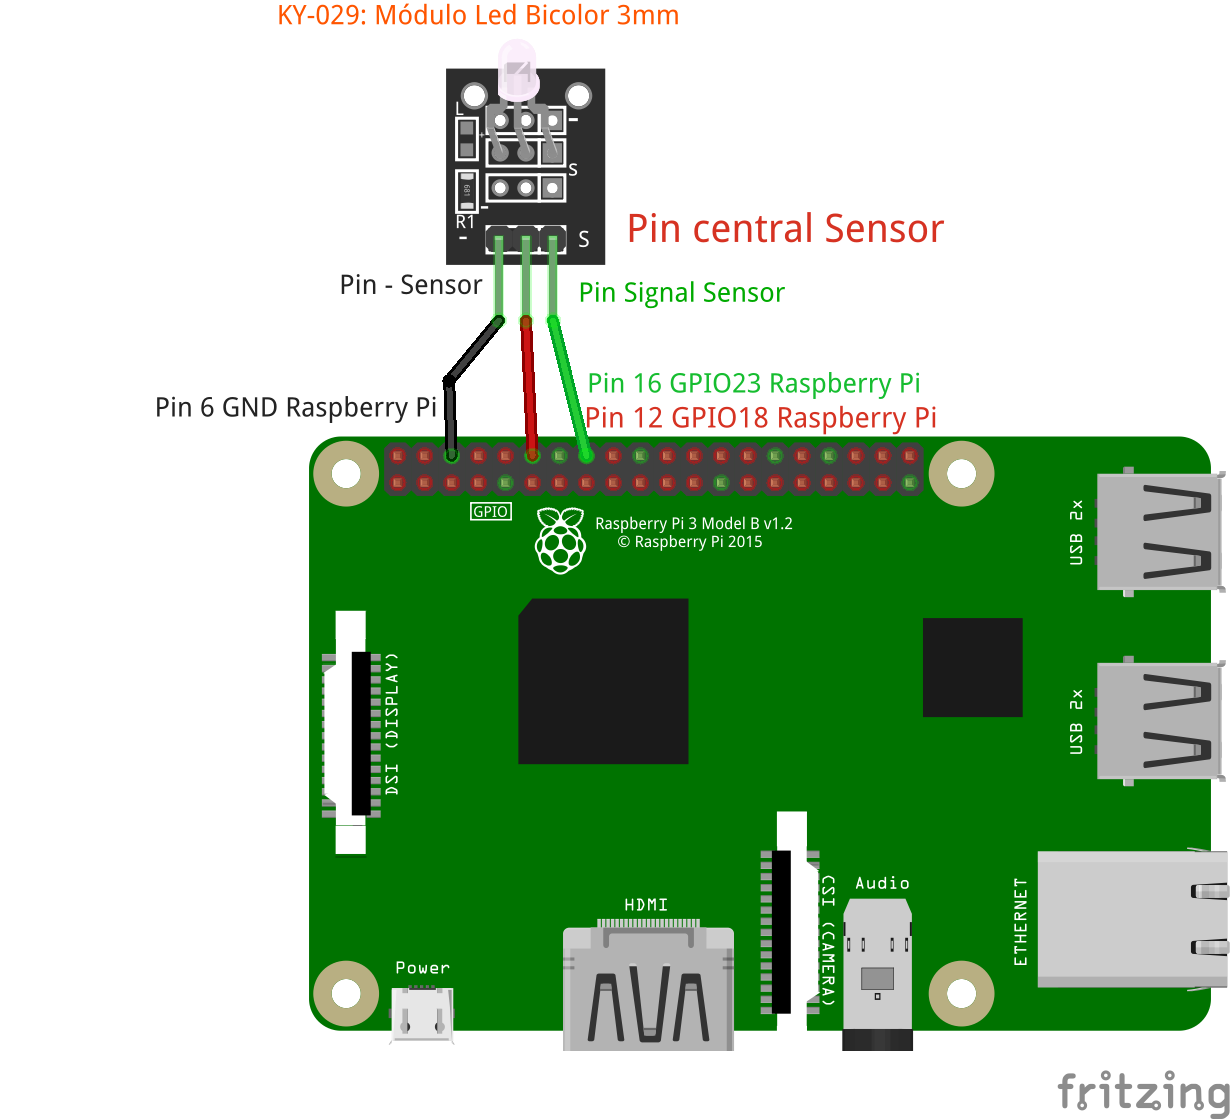 KY-029: Módulo Led Bicolor 3mm
L
+
-
S
681
R1
-
-
S
Pin central Sensor
Pin - Sensor
Pin Signal Sensor
Pin 16 GPIO23 Raspberry Pi
Pin 6 GND Raspberry Pi
Pin 12 GPIO18 Raspberry Pi
GPIO
Raspberry Pi 3 Model B v1.2
© Raspberry Pi 2015
USB 2x
DSI (DISPLAY)
USB 2x
Audio
CSI (CAMERA)
ETHERNET
HDMI
Power
fritzing